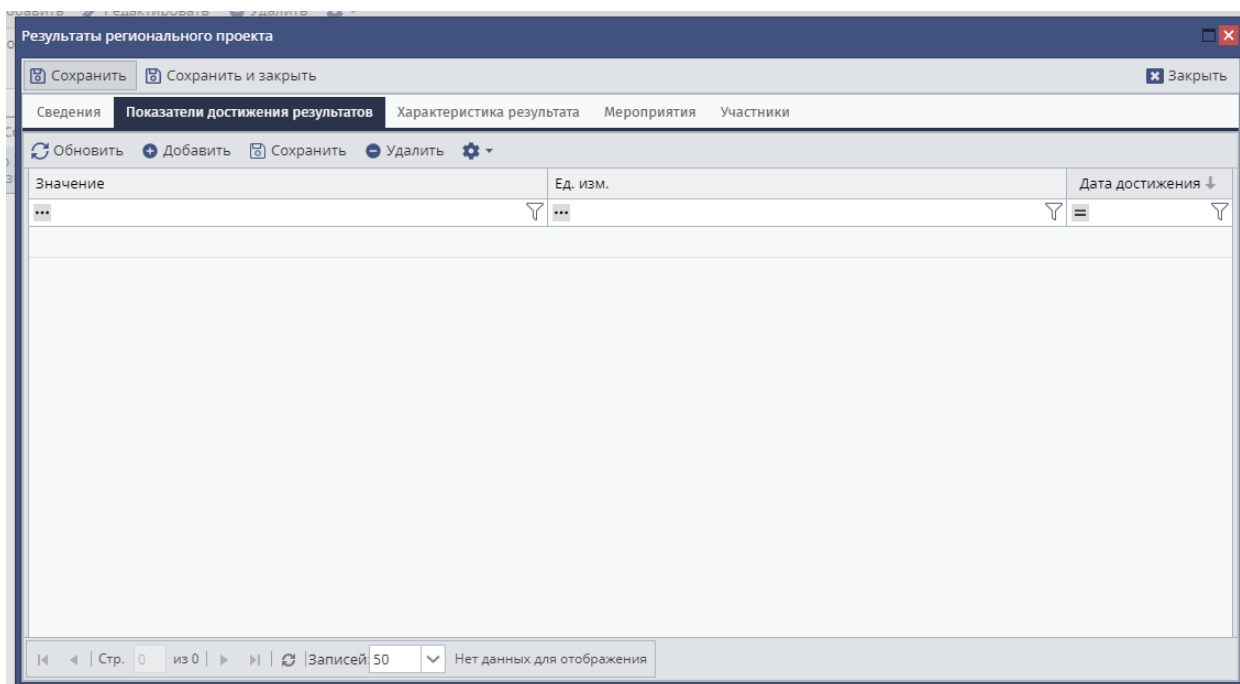 Результаты регионального проекта
Сохранить Сохранить и закрыть Закрыть
Сведения Показатели достижения результатов Характеристика результата Мероприятия Участники
Обновить Добавить Сохранить Удалить
Значение Ед. изм. Дата достижения
=
Стр. 0 из 0 Записей: 50 Нет данных для отображения